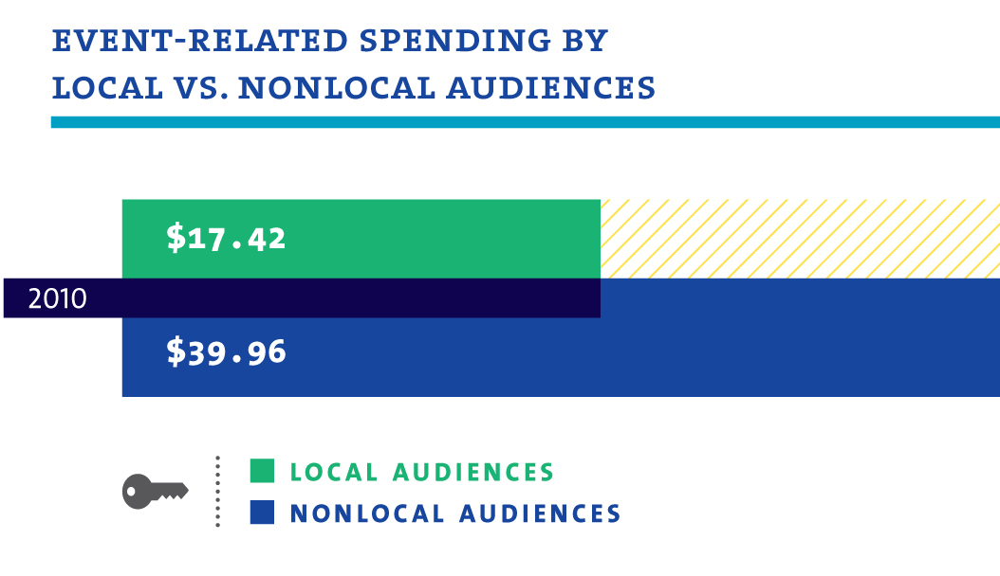 EVENT-RELATED SPENDING BY
LOCAL VS. NONLOCAL AUDIENCES
$17.42
2010
$39.96
LOCAL AUDIENCES
NONLOCAL AUDIENCES